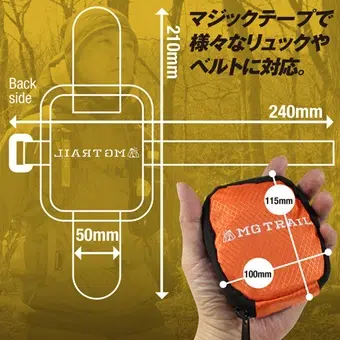 マジックテープで
様々なリュックや
ベルトに対応。
210mm
Back
side
240mm
MG TRAIL
50mm
115mm
MG TRAIL
100mm